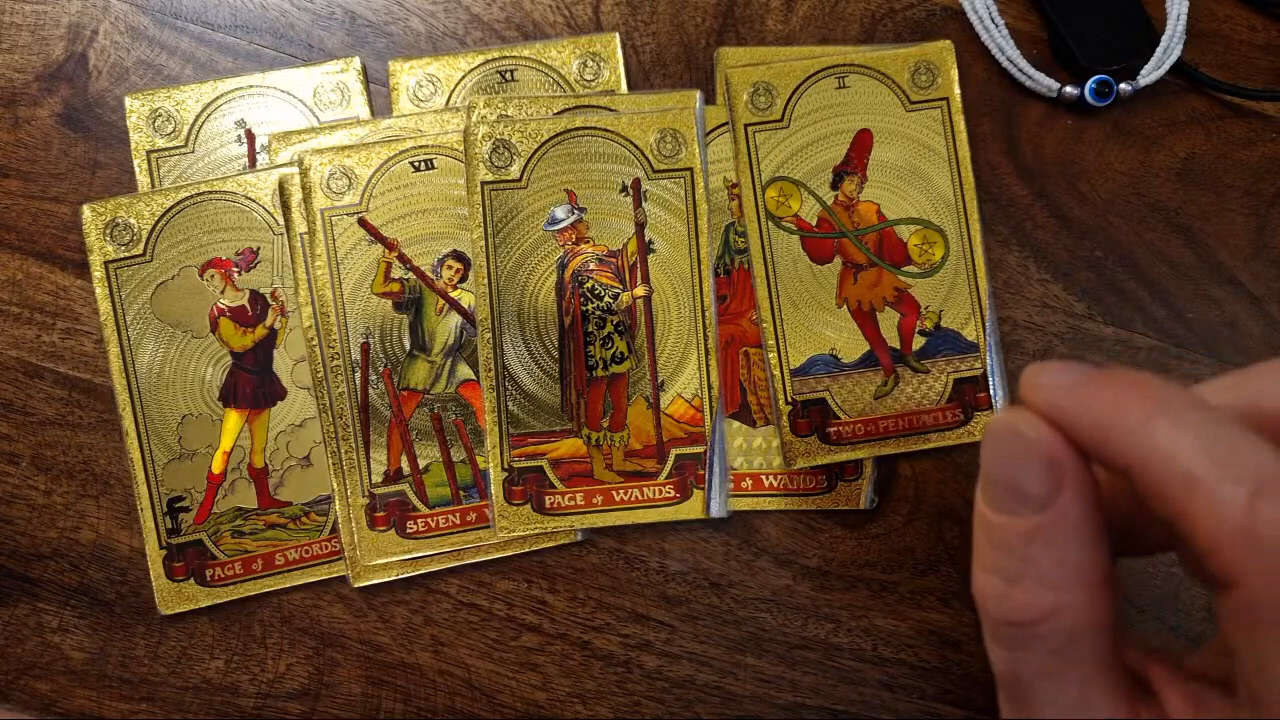 XI
II
VII
TWO of PENTACLES
E of WANDS
PAGE of WANDS.
SEVEN of
PAGE of SWORDS